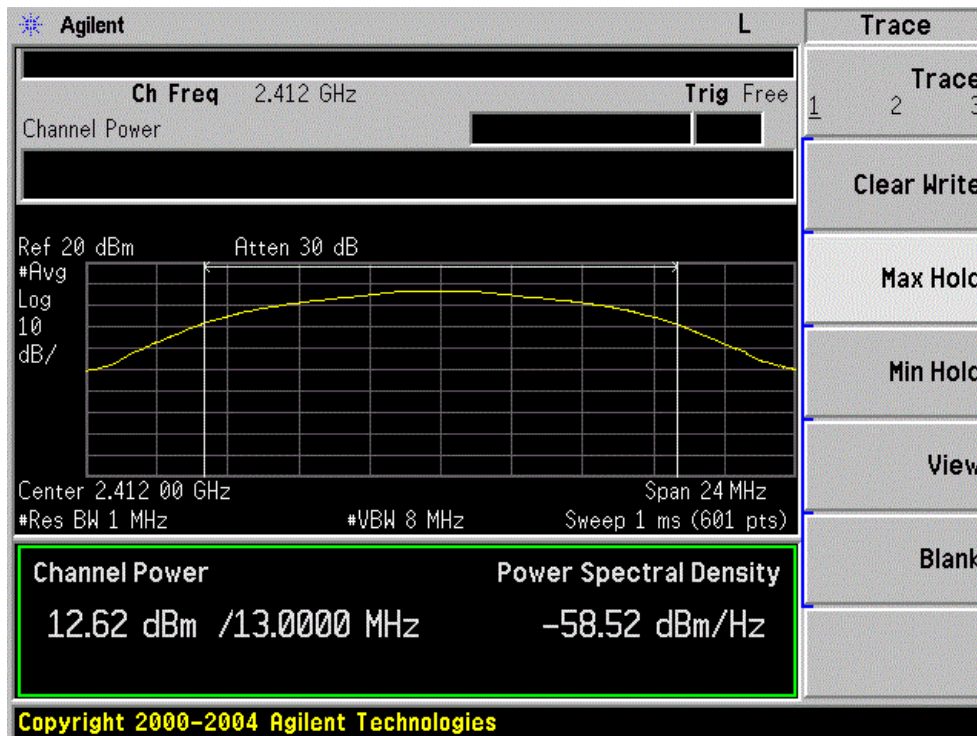 Agilent L
Ch Freq 2.412 GHz Trig Free
Channel Power
Ref 20 dBm Atten 30 dB
#Avg
Log
10
dB/
Center 2.412 00 GHz Span 24 MHz
#Res BW 1 MHz #VBW 8 MHz Sweep 1 ms (601 pts)
Channel Power Power Spectral Density
12.62 dBm /13.0000 MHz -58.52 dBm/Hz
Copyright 2000-2004 Agilent Technologies
Trace
Trace
1 2 3
Clear Write
Max Hold
Min Hold
View
Blank